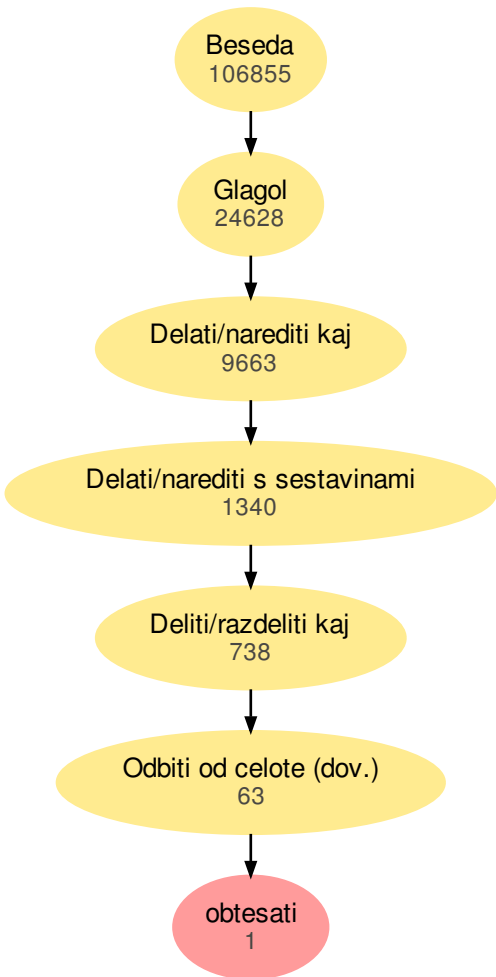 Beseda
106855
Glagol
24628
Delati/narediti kaj
9663
Delati/narediti s sestavinami
1340
Deliti/razdeliti kaj
738
Odbiti od celote (dov.)
63
obtesati
1